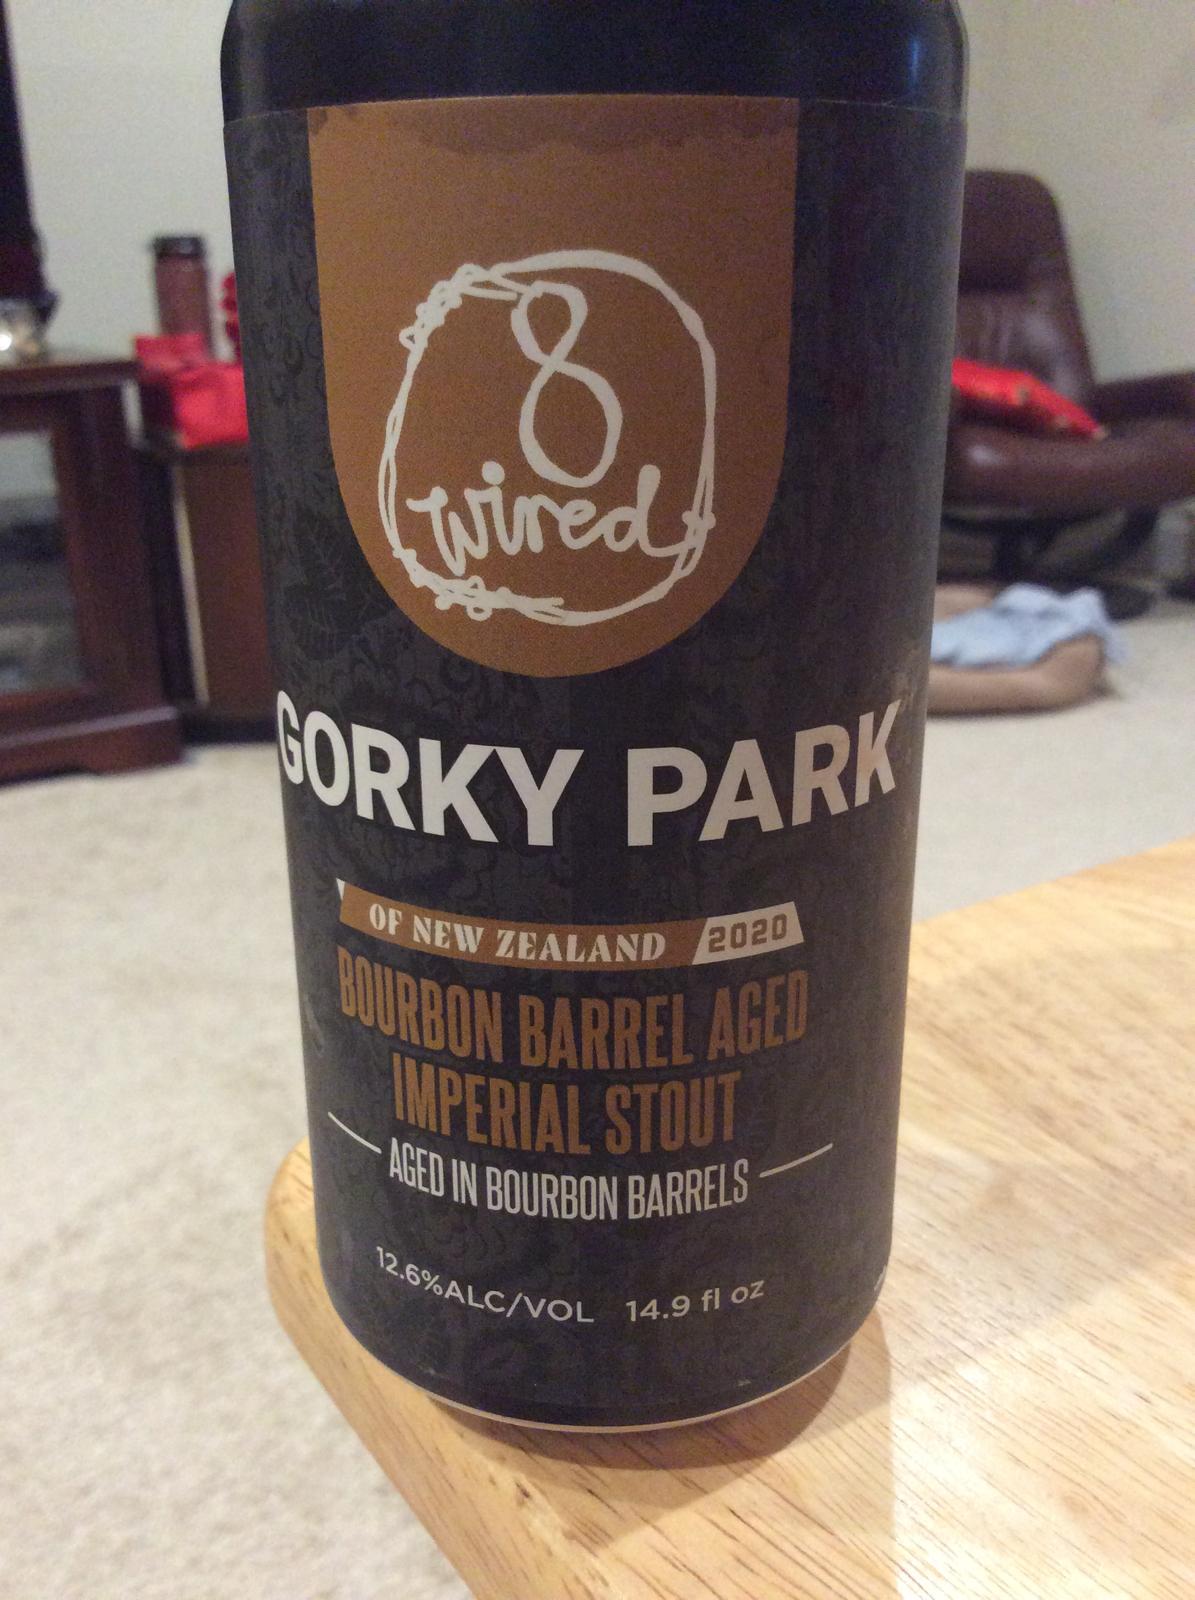 8
wired
GORKY PARK
OF NEW ZEALAND 2020
BOURBON BARREL AGED
IMPERIAL STOUT
AGED IN BOURBON BARRELS
12.6%ALC/VOL 14.9 fl oz